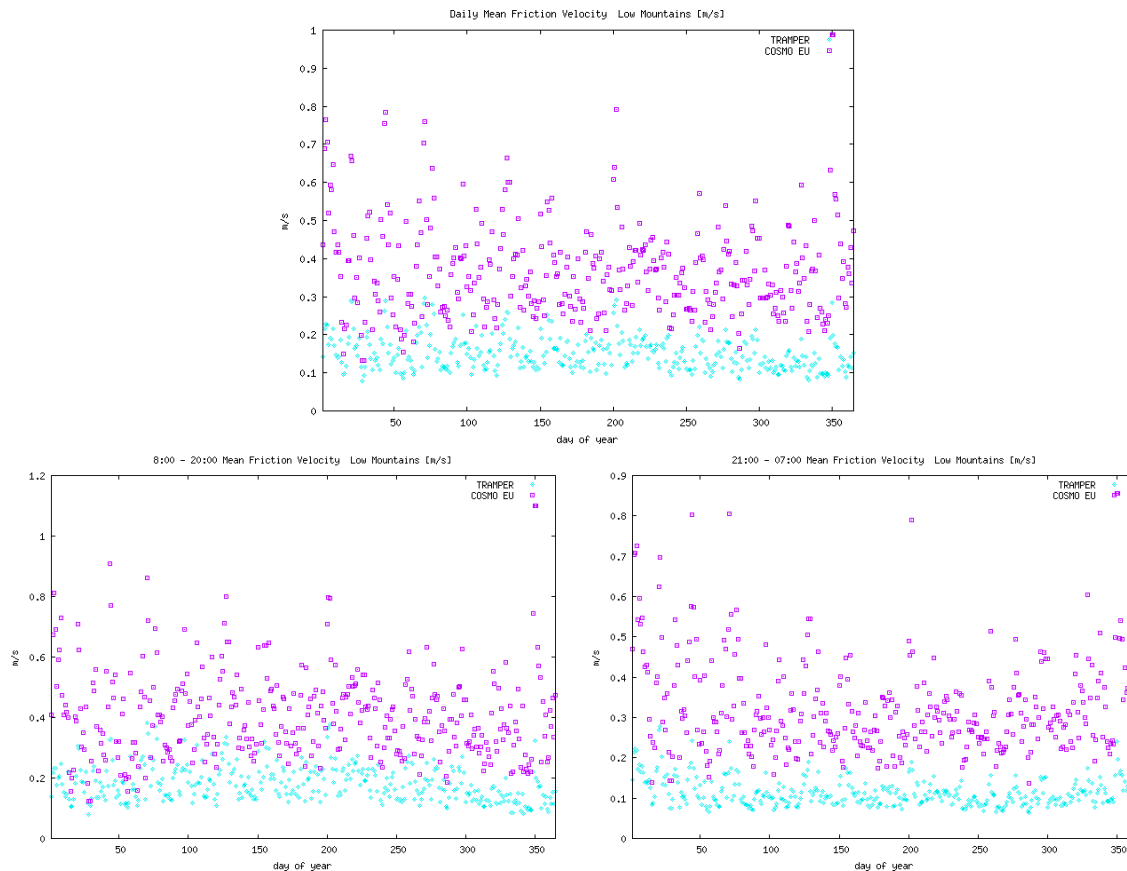 Daily Mean Friction Velocity  Low Mountains [m/s]
TRAMPER
COSMO EU
1
0.9
0.8
0.7
0.6
0.5
0.4
0.3
0.2
0.1
0
m/s
50 100 150 200 250 300 350
day of year
8:00 - 20:00 Mean Friction Velocity  Low Mountains [m/s]
TRAMPER
COSMO EU
1.2
1
0.8
0.6
0.4
0.2
0
m/s
50 100 150 200 250 300 350
day of year
21:00 - 07:00 Mean Friction Velocity  Low Mountains [m/s]
TRAMPER
COSMO EU
0.9
0.8
0.7
0.6
0.5
0.4
0.3
0.2
0.1
0
m/s
50 100 150 200 250 300 350
day of year